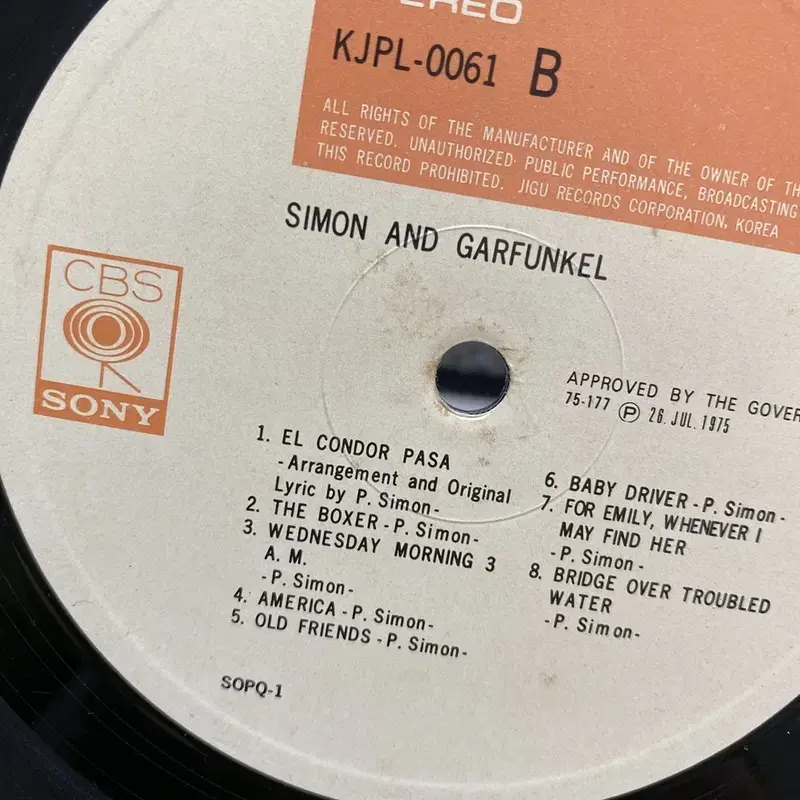 KJPL-0061 B
ALL RIGHTS OF THE MANUFACTURER AND OF THE OWNER OF
RESERVED. UNAUTHORIZED PUBLIC PERFORMANCE, BROADCASTING
THIS RECORD PROHIBITED. JIGU RECORDS CORPORATION, KOREA
SIMON AND GARFUNKEL
CBS
SONY
APPROVED BY THE
75-177 Ⓟ 26. JUL. 1975
1. EL CONDOR PASA
-Arrangement and Original
Lyric by P. Simon-
2. THE BOXER-P. Simon-
3. WEDNESDAY MORNING 3
A. M.
-P. Simon-
4. AMERICA-P. Simon-
5. OLD FRIENDS-P. Simon-
6. BABY DRIVER-P. Simon-
7. FOR EMILY, WHENEVER I
MAY FIND HER
-P. Simon-
8. BRIDGE OVER TROUBLED
WATER
-P. Simon-
SOPQ-1